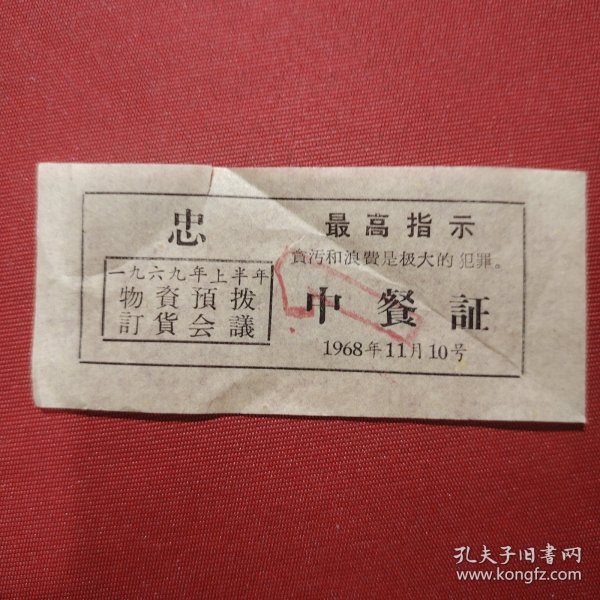 忠
一九六九年上半年
物資預拨
訂貨会議
最高指示
貪污和浪費是极大的犯罪。
中餐証
1968年11月10号
孔夫子旧书网
www.kongfz.com